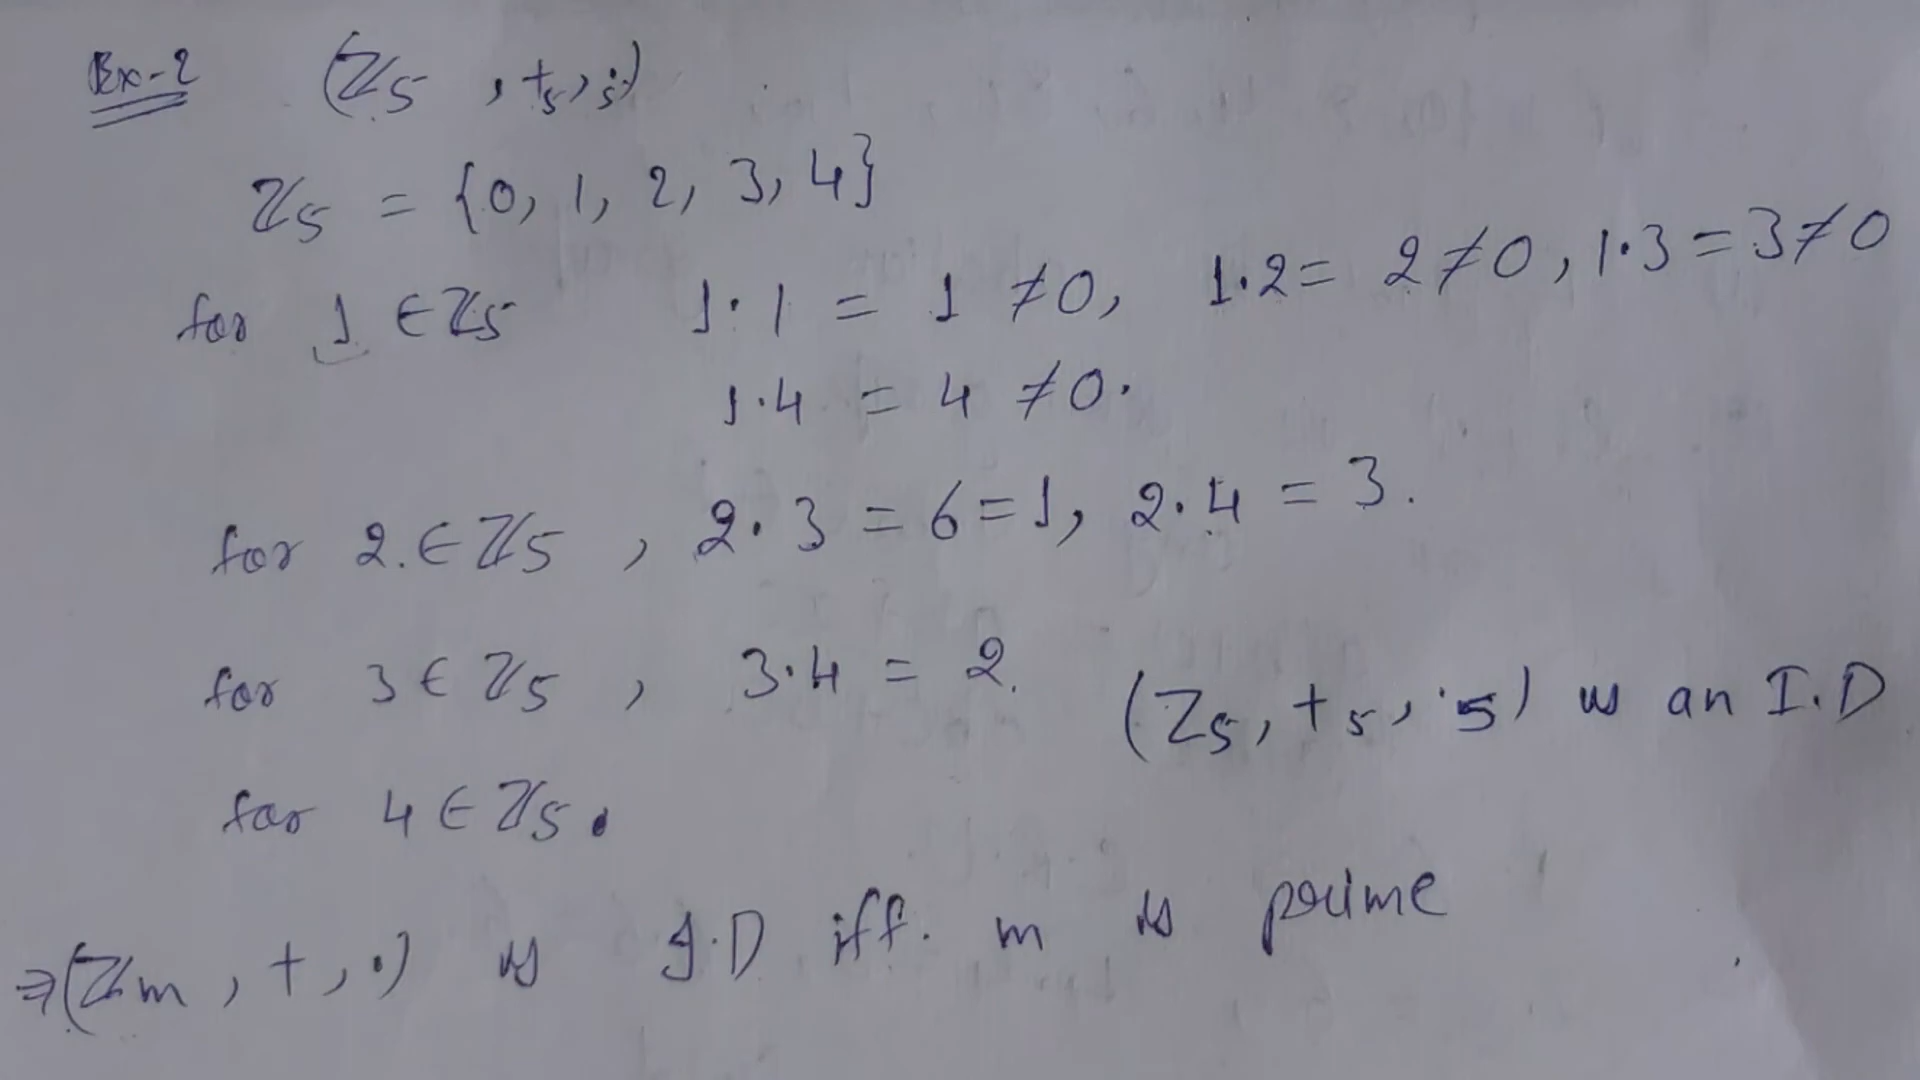 Ex-2 (ℤ5, +5, ·5)
ℤ5 = {0, 1, 2, 3, 4}
for 1 ∈ ℤ5 1·1 = 1 ≠0, 1·2= 2≠0, 1·3=3≠0
1·4 = 4 ≠0.
for 2. ∈ ℤ5, 2·3 = 6=1, 2·4 = 3.
for 3 ∈ ℤ5, 3·4 = 2. (Z5, +5, ·5) is an I.D
for 4 ∈ ℤ5.
⇒(ℤm, +, ·) is I.D iff. m is prime